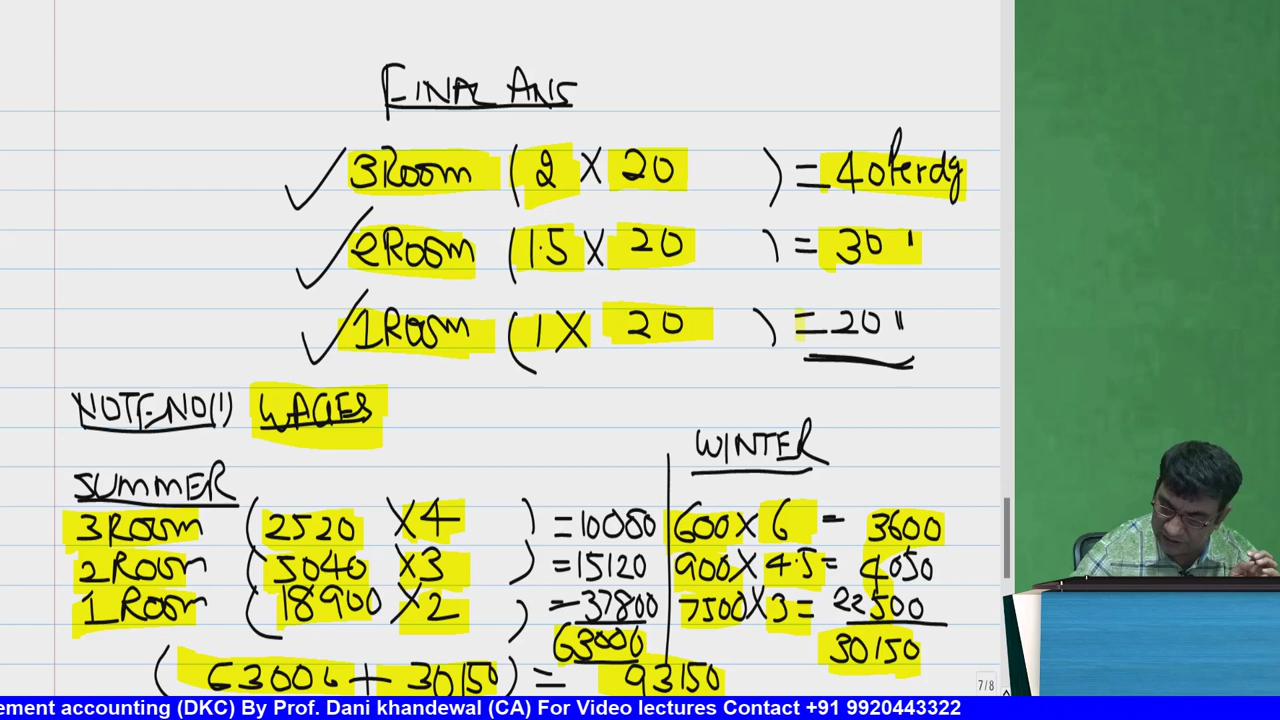 FINAL ANS
3Room (2 X 20 ) = 40 Per dy
2Room (1.5 X 20 ) = 30 "
1Room (1 X 20 ) = 20 "
NOTE-NO(1) WAGES
SUMMER
3Room (2520 X4 ) = 10080
2Room (5040 X3 ) = 15120
1Room (18900 X2 ) = 37800
63000
WINTER
600 X 6 = 3600
900 X 4.5 = 4050
7500 X 3 = 22500
30150
(63000 + 30150) = 93150
7/8
ement accounting (DKC) By Prof. Dani khandewal (CA) For Video lectures Contact +91 9920443322